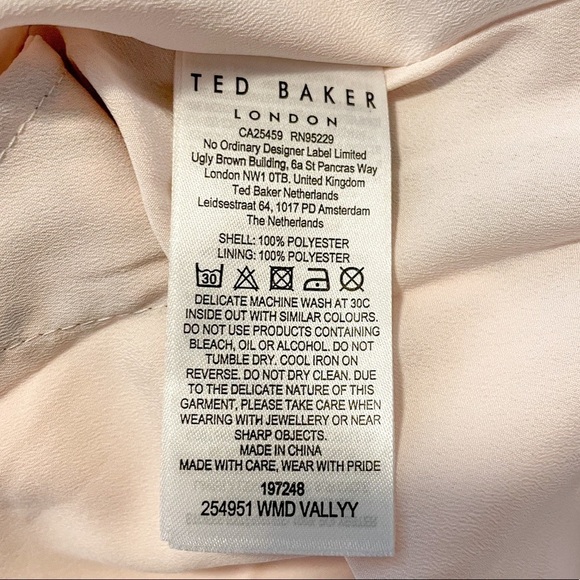 TED BAKER
LONDON
CA25459 RN95229
No Ordinary Designer Label Limited
Ugly Brown Building, 6a St Pancras Way
London NW1 0TB. United Kingdom
Ted Baker Netherlands
Leidsestraat 64, 1017 PD Amsterdam
The Netherlands
SHELL: 100% POLYESTER
LINING: 100% POLYESTER
30
DELICATE MACHINE WASH AT 30C
INSIDE OUT WITH SIMILAR COLOURS.
DO NOT USE PRODUCTS CONTAINING
BLEACH, OIL OR ALCOHOL. DO NOT
TUMBLE DRY. COOL IRON ON
REVERSE. DO NOT DRY CLEAN. DUE
TO THE DELICATE NATURE OF THIS
GARMENT, PLEASE TAKE CARE WHEN
WEARING WITH JEWELLERY OR NEAR
SHARP OBJECTS.
MADE IN CHINA
MADE WITH CARE, WEAR WITH PRIDE
197248
254951 WMD VALLYY